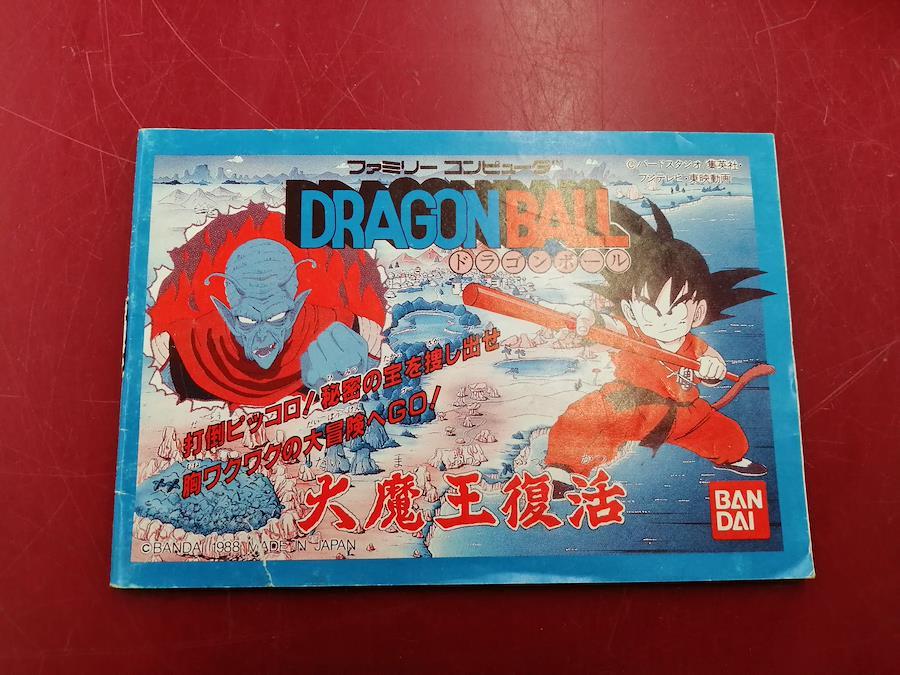 ファミリー コンピュータ
©バードスタジオ 集英社・
フジテレビ・東映動画
DRAGON BALL
ドラゴンボール
打倒ピッコロ!秘密の宝を捜し出せ
胸ワクワクの大冒険へGO!
大魔王復活
BAN
DAI
©BANDAI 1988 MADE IN JAPAN